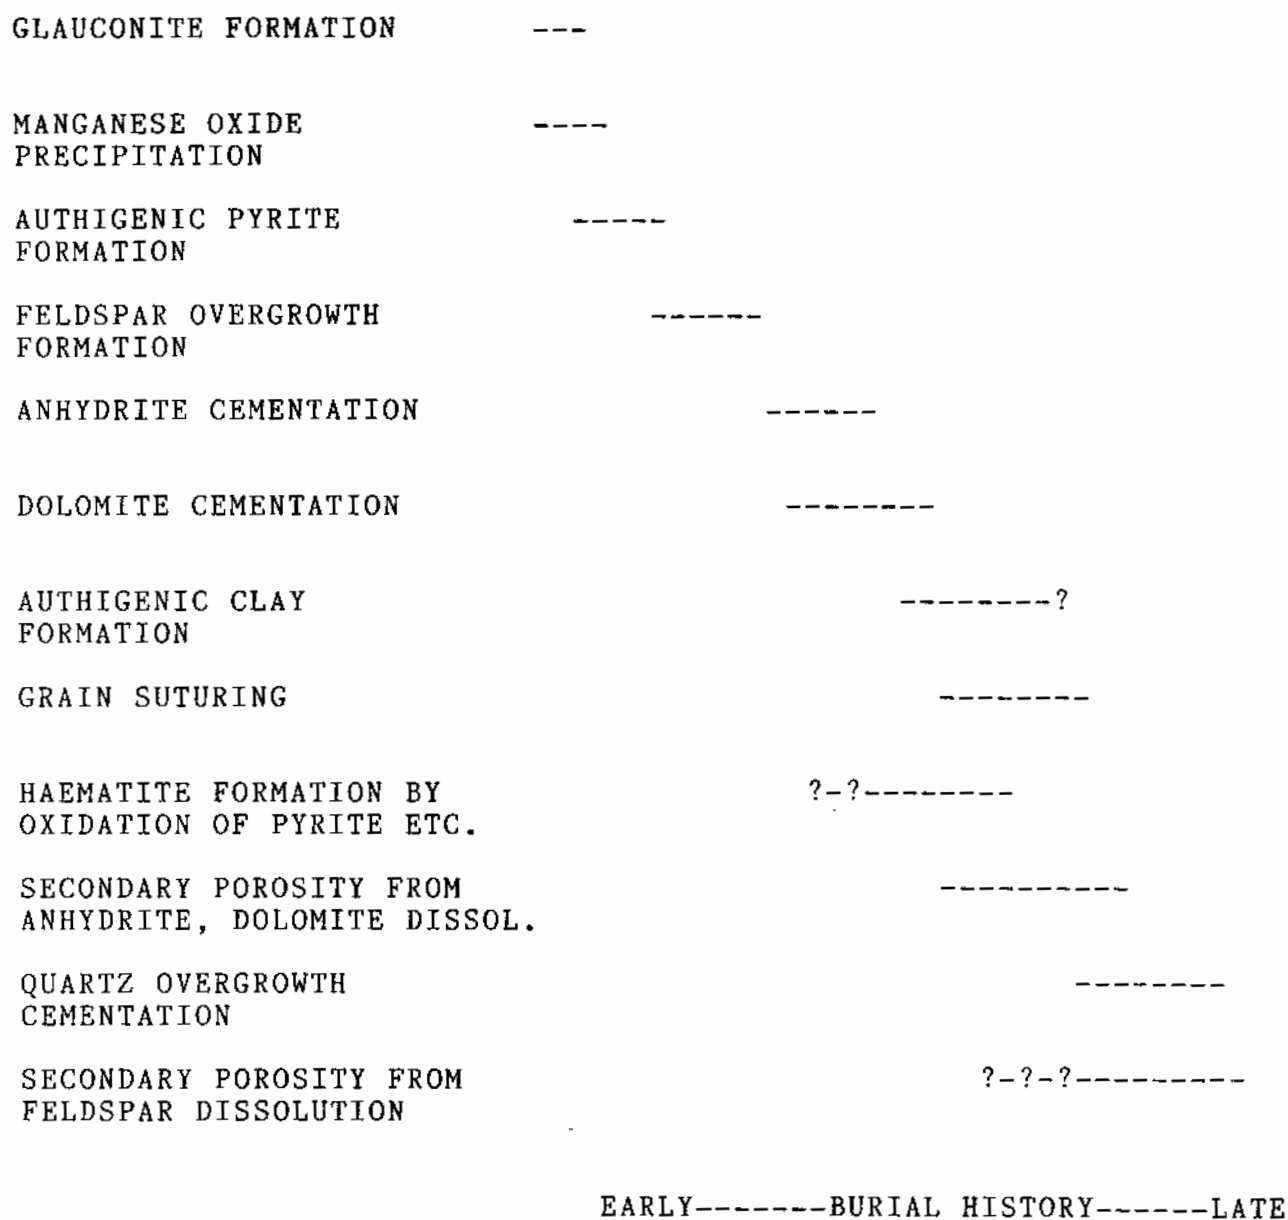 GLAUCONITE FORMATION ---
MANGANESE OXIDE ----
PRECIPITATION
AUTHIGENIC PYRITE -----
FORMATION
FELDSPAR OVERGROWTH ------
FORMATION
ANHYDRITE CEMENTATION ------
DOLOMITE CEMENTATION --------
AUTHIGENIC CLAY --------?
FORMATION
GRAIN SUTURING --------
HAEMATITE FORMATION BY ?-?--------
OXIDATION OF PYRITE ETC.
SECONDARY POROSITY FROM ----------
ANHYDRITE, DOLOMITE DISSOL.
QUARTZ OVERGROWTH --------
CEMENTATION
SECONDARY POROSITY FROM ?-?-?---------
FELDSPAR DISSOLUTION
EARLY-------BURIAL HISTORY------LATE